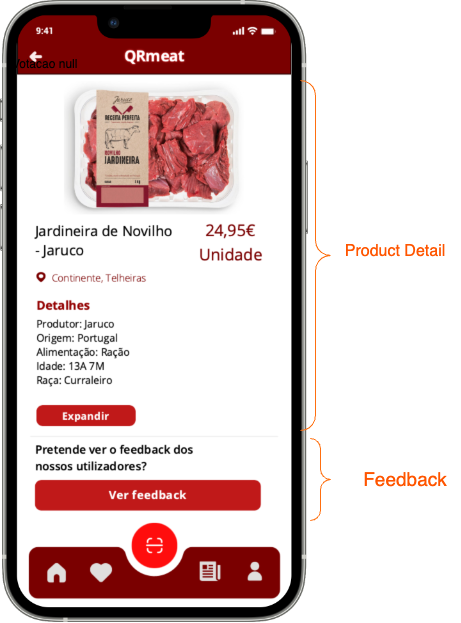 9:41
QRmeat
Votacao null
Jaruco
RECEITA PERFEITA
NOVILHO
JARDINEIRA
Jardineira de Novilho
- Jaruco
24,95€
Unidade
Continente, Telheiras
Detalhes
Produtor: Jaruco
Origem: Portugal
Alimentação: Ração
Idade: 13A 7M
Raça: Curraleiro
Expandir
Product Detail
Pretende ver o feedback dos
nossos utilizadores?
Ver feedback
Feedback